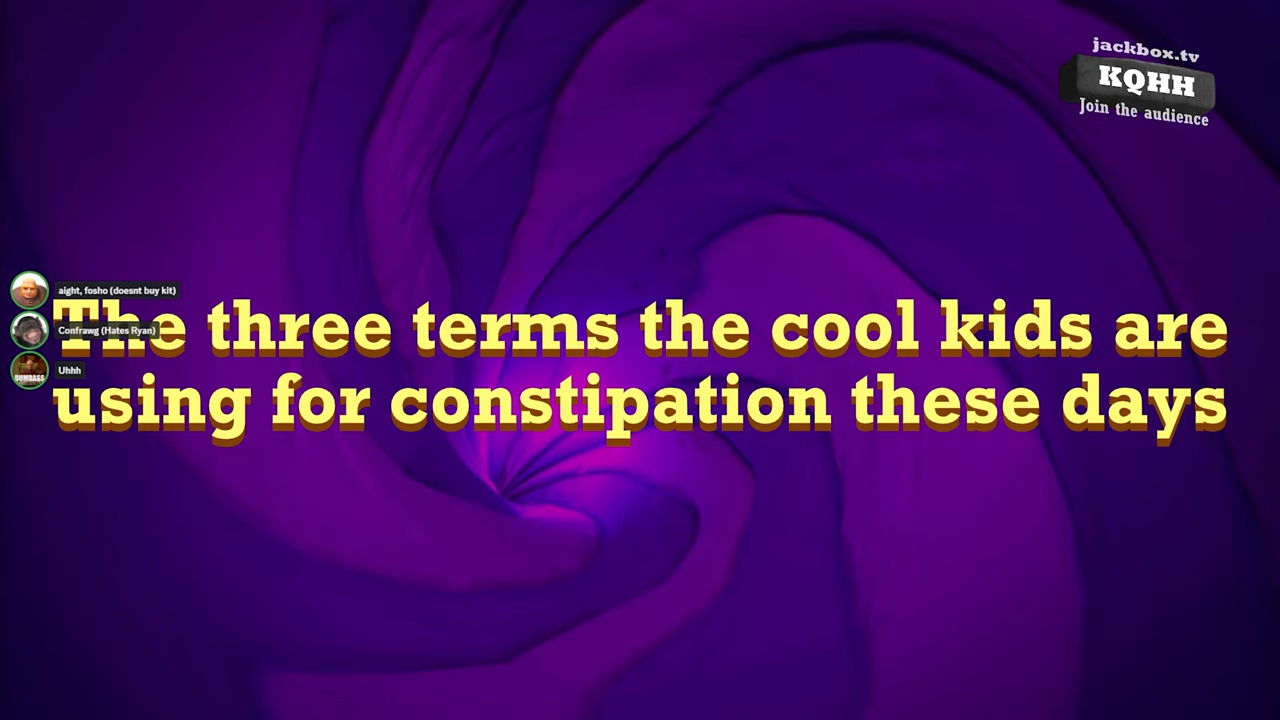 jackbox.tv
KQHH
Join the audience
aight, fosho (doesnt buy kit)
The three terms the cool kids are
Confrawg (Hates Ryan)
Uhhh
DUMBASS
using for constipation these days